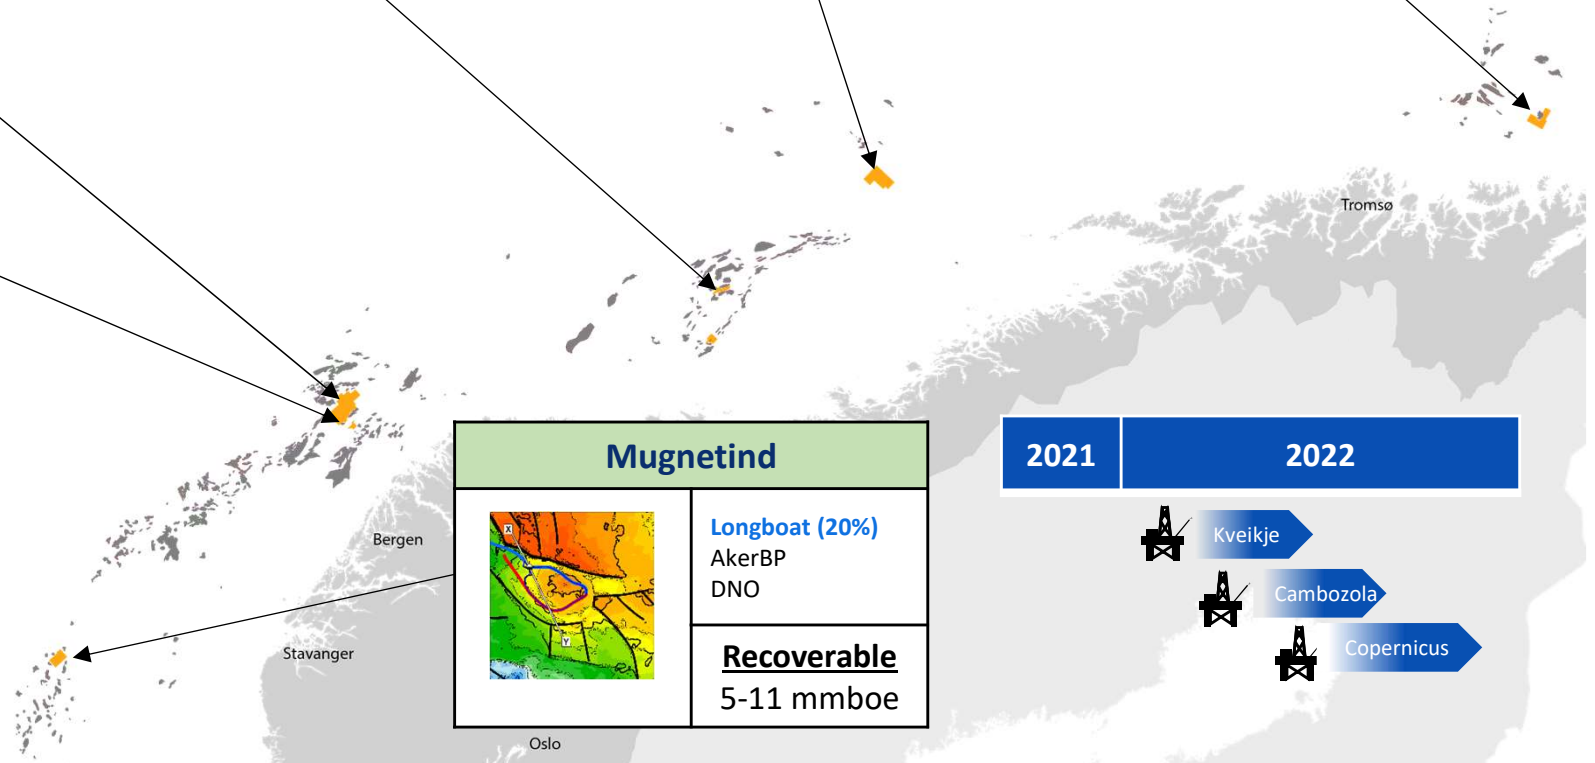 Tromsø
Mugnetind
2021
2022
X
Y
Longboat (20%)
AkerBP
DNO
Recoverable
5-11 mmboe
Kveikje
Cambozola
Copernicus
Bergen
Stavanger
Oslo